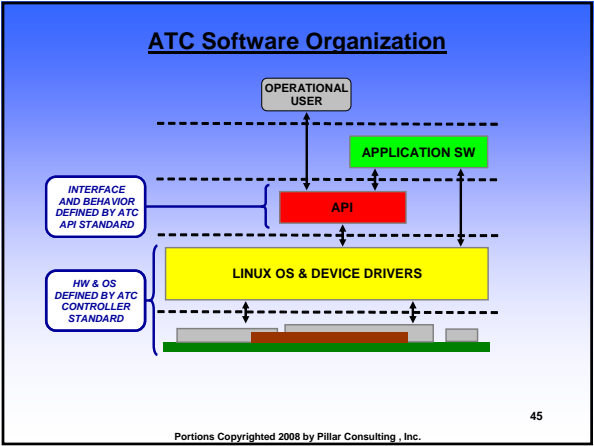 ATC Software Organization
OPERATIONAL
USER
APPLICATION SW
INTERFACE
AND BEHAVIOR
DEFINED BY ATC
API STANDARD
API
LINUX OS & DEVICE DRIVERS
HW & OS
DEFINED BY ATC
CONTROLLER
STANDARD
45
Portions Copyrighted 2008 by Pillar Consulting , Inc.